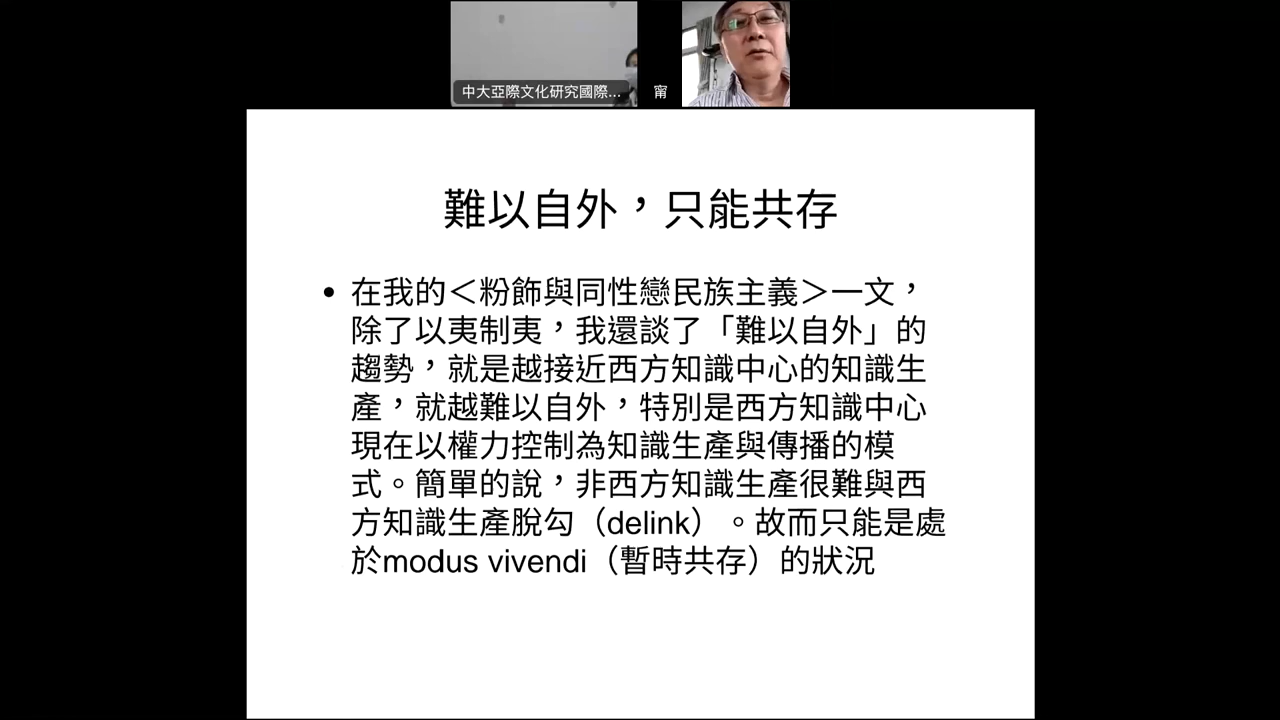 中大亞際文化研究國際...
甯
難以自外，只能共存
• 在我的＜粉飾與同性戀民族主義＞一文，
除了以夷制夷，我還談了「難以自外」的
趨勢，就是越接近西方知識中心的知識生
產，就越難以自外，特別是西方知識中心
現在以權力控制為知識生產與傳播的模
式。簡單的說，非西方知識生產很難與西
方知識生產脫勾（delink）。故而只能是處
於modus vivendi（暫時共存）的狀況